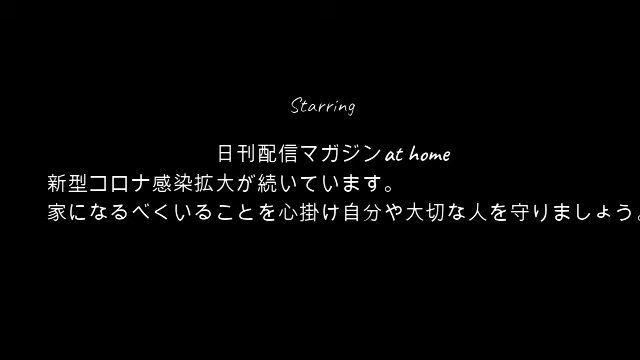 Starring
日刊配信マガジン at home
新型コロナ感染拡大が続いています。
家になるべくいることを心掛け自分や大切な人を守りましょう。